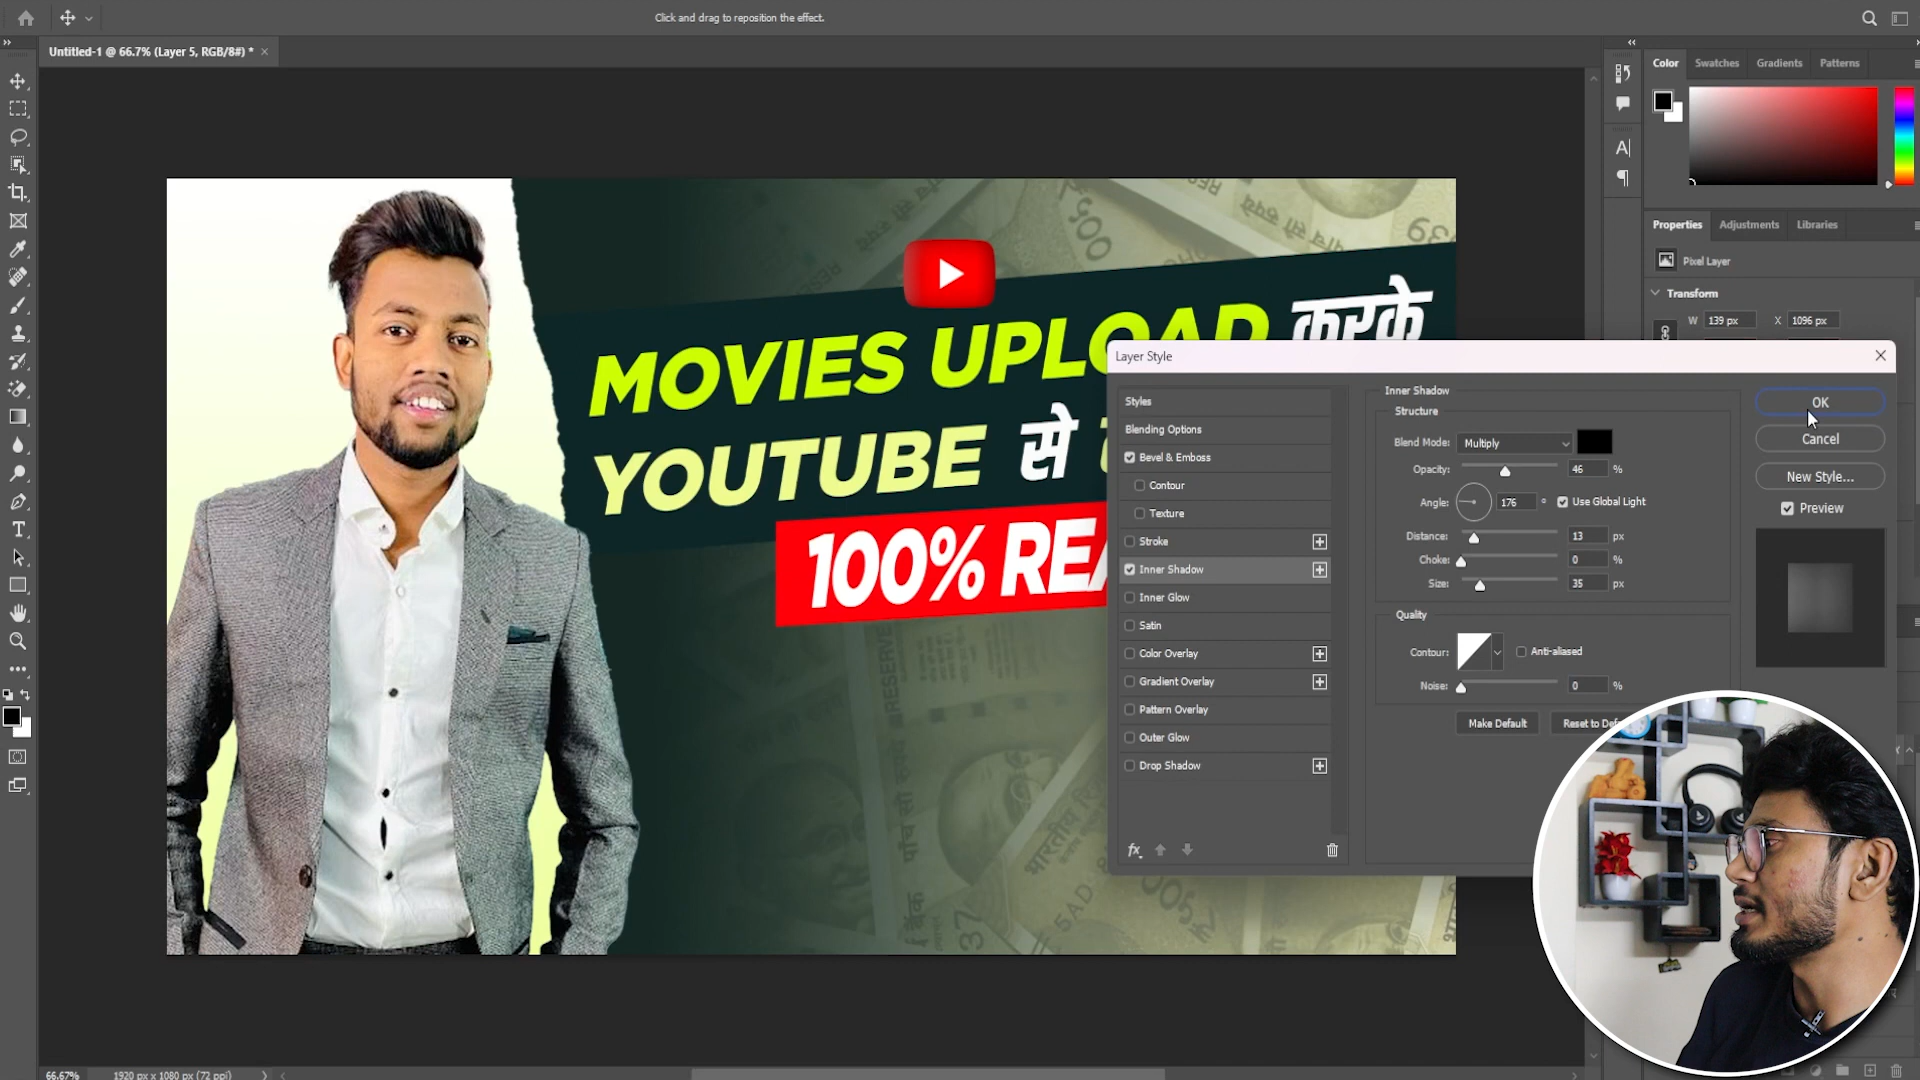 Click and drag to reposition the effect.
Untitled-1 @ 66.7% (Layer 5, RGB/8#) *
Color Swatches Gradients Patterns
Properties Adjustments Libraries
Pixel Layer
Transform
W 139 px X 1096 px
MOVIES UPLOAD करके
YOUTUBE से
100% REA
Layer Style
Styles
Blending Options
Bevel & Emboss
Contour
Texture
Stroke
Inner Shadow
Inner Glow
Satin
Color Overlay
Gradient Overlay
Pattern Overlay
Outer Glow
Drop Shadow
fx
Inner Shadow
Structure
Blend Mode: Multiply
Opacity: 46 %
Angle: 176 ° Use Global Light
Distance: 13 px
Choke: 0 %
Size: 35 px
Quality
Contour: Anti-aliased
Noise: 0 %
Make Default
OK
Cancel
New Style...
Preview
66.67% 1920 px x 1080 px (72 ppi)